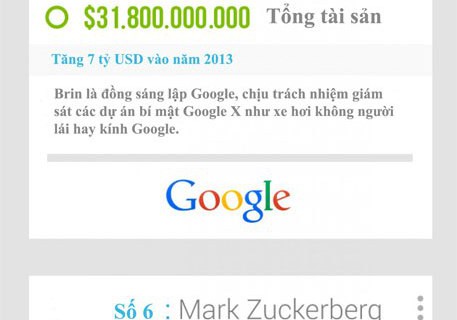 $31.800.000.000 Tổng tài sản
Tăng 7 tỷ USD vào năm 2013
Brin là đồng sáng lập Google, chịu trách nhiệm giám
sát các dự án bí mật Google X như xe hơi không người
lái hay kính Google.
Google
Số 6 : Mark Zuckerberg